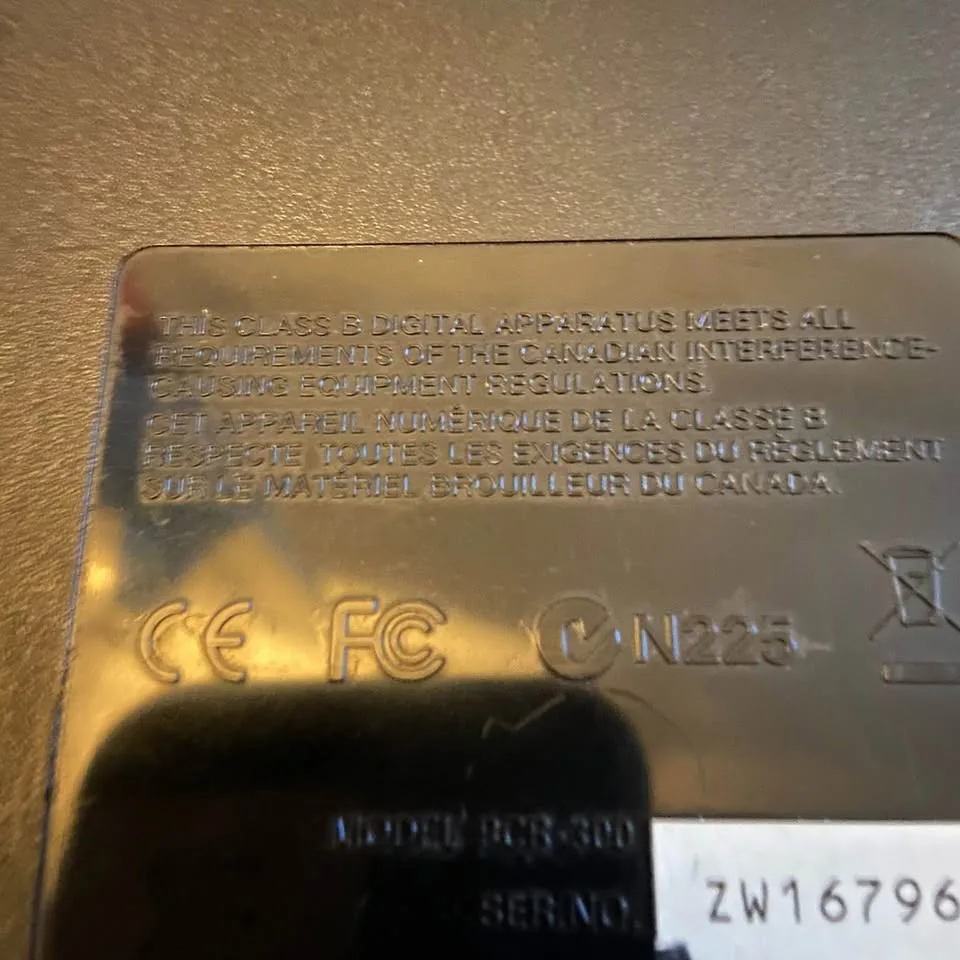 THIS CLASS B DIGITAL APPARATUS MEETS ALL
REQUIREMENTS OF THE CANADIAN INTERFERENCE-
CAUSING EQUIPMENT REGULATIONS.
CET APPAREIL NUMÉRIQUE DE LA CLASSE B
RESPECTE TOUTES LES EXIGENCES DU RÈGLEMENT
SUR LE MATÉRIEL BROUILLEUR DU CANADA.
CE FC N225
MODEL PCR-300
SER.NO. ZW16796